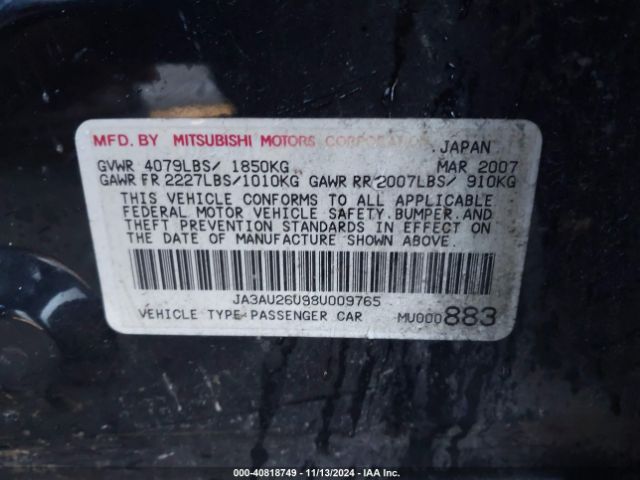 MFD. BY MITSUBISHI MOTORS CORPORATION JAPAN
GVWR 4079LBS/ 1850KG MAR 2007
GAWR FR 2227LBS/1010KG GAWR RR 2007LBS/ 910KG
THIS VEHICLE CONFORMS TO ALL APPLICABLE
FEDERAL MOTOR VEHICLE SAFETY, BUMPER, AND
THEFT PREVENTION STANDARDS IN EFFECT ON
THE DATE OF MANUFACTURE SHOWN ABOVE.
JA3AU26U98U009765
VEHICLE TYPE:PASSENGER CAR MU000883
000-40818749 - 11/13/2024 - IAA Inc.